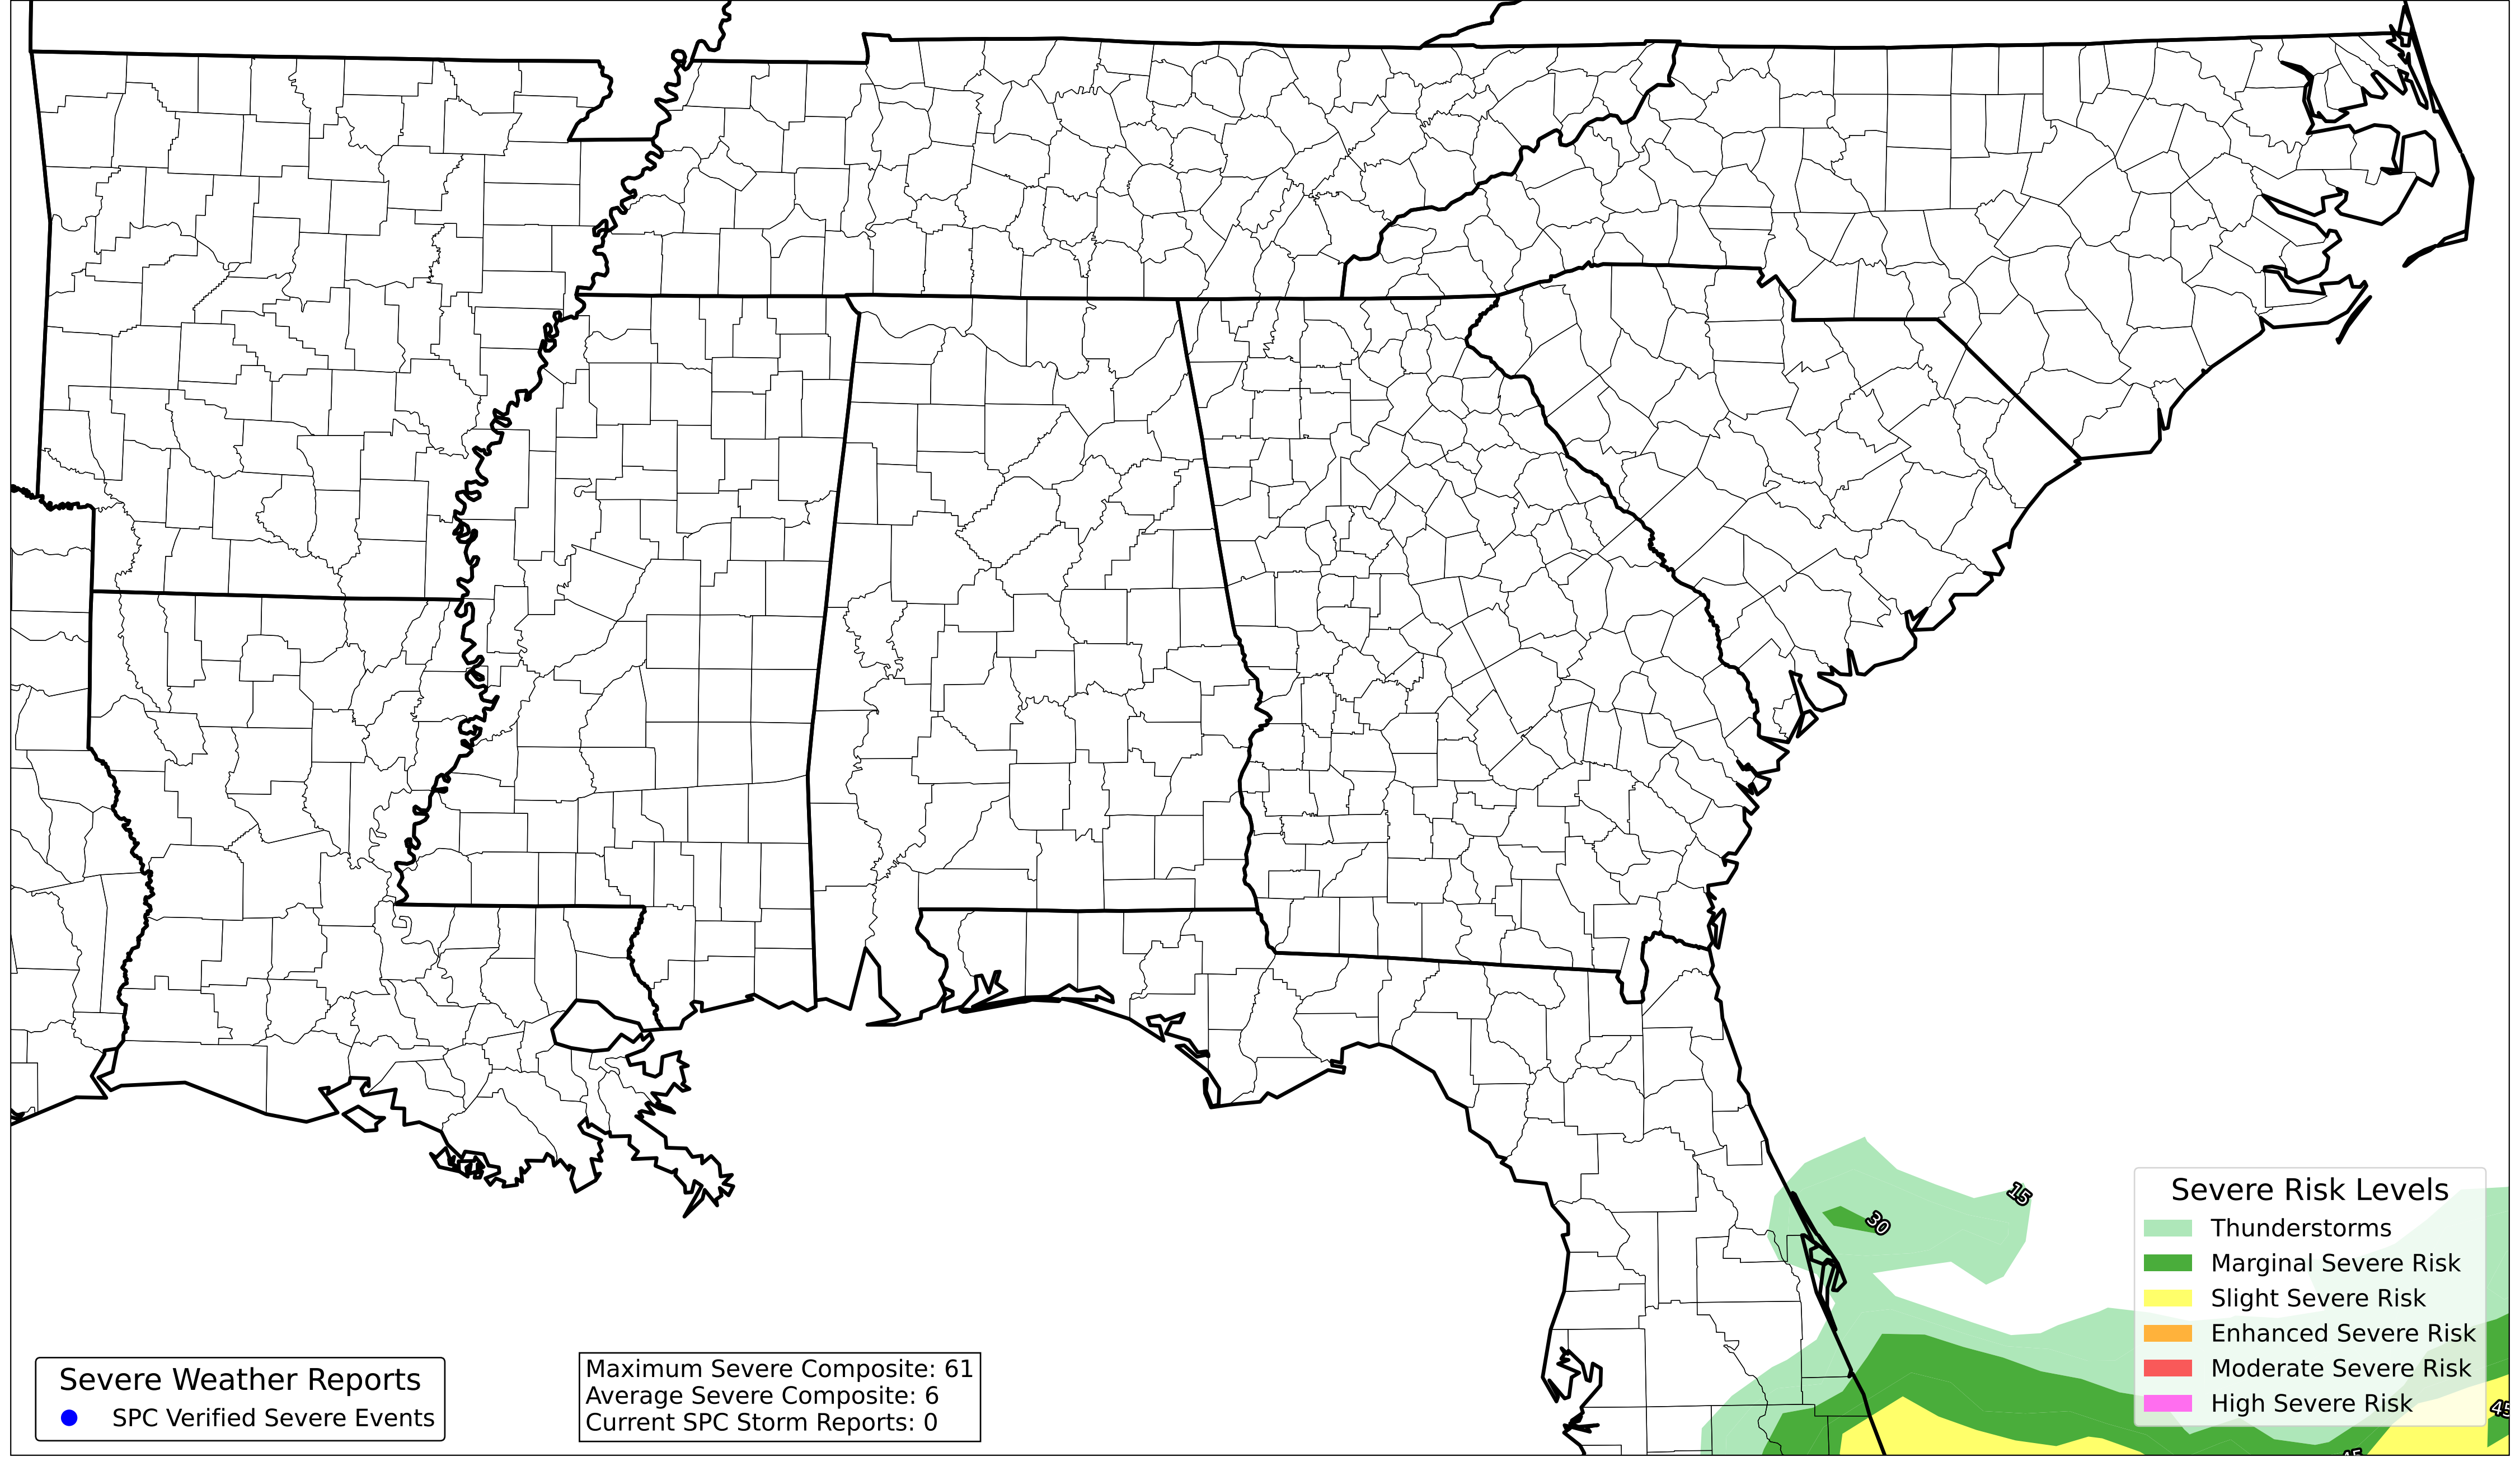 15
30
Severe Risk Levels
Thunderstorms
Marginal Severe Risk
Slight Severe Risk
Enhanced Severe Risk
Moderate Severe Risk
High Severe Risk
Severe Weather Reports
SPC Verified Severe Events
Maximum Severe Composite: 61
Average Severe Composite: 6
Current SPC Storm Reports: 0